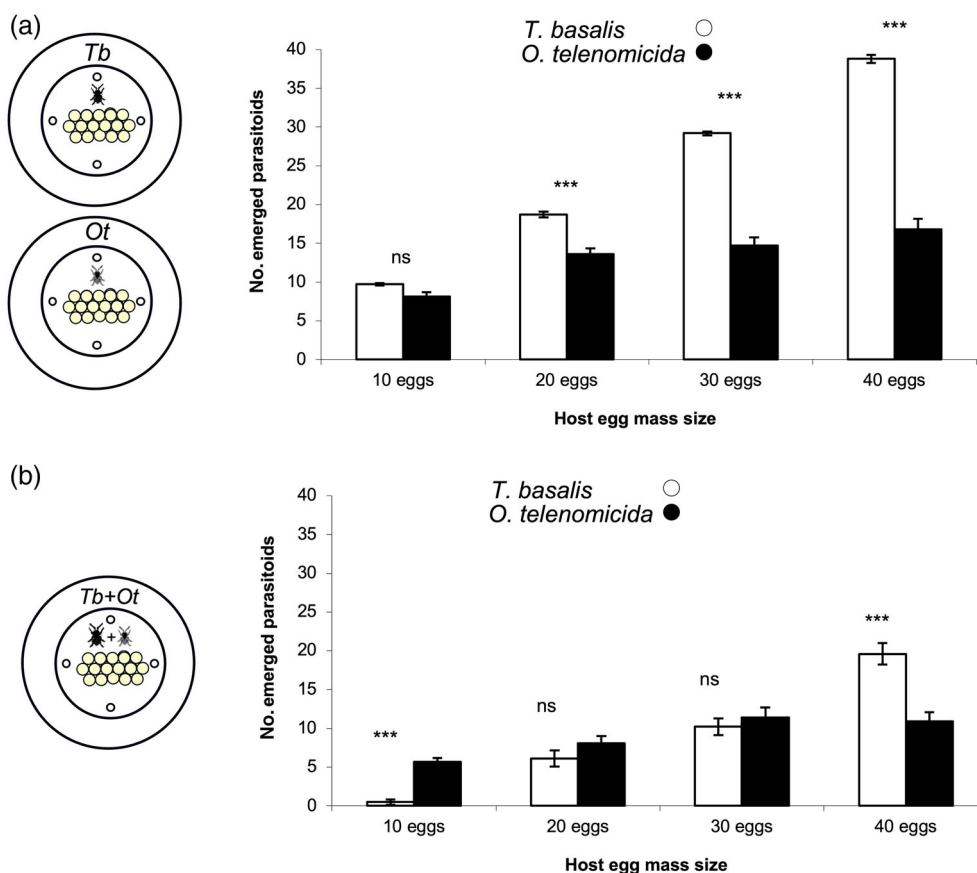 (a)
Tb
Ot
T. basalis
O. telenomicida
No. emerged parasitoids
40
35
30
25
20
15
10
5
0
ns
***
***
***
10 eggs
20 eggs
30 eggs
40 eggs
Host egg mass size
(b)
Tb+Ot
+
T. basalis
O. telenomicida
No. emerged parasitoids
40
35
30
25
20
15
10
5
0
***
ns
ns
***
10 eggs
20 eggs
30 eggs
40 eggs
Host egg mass size